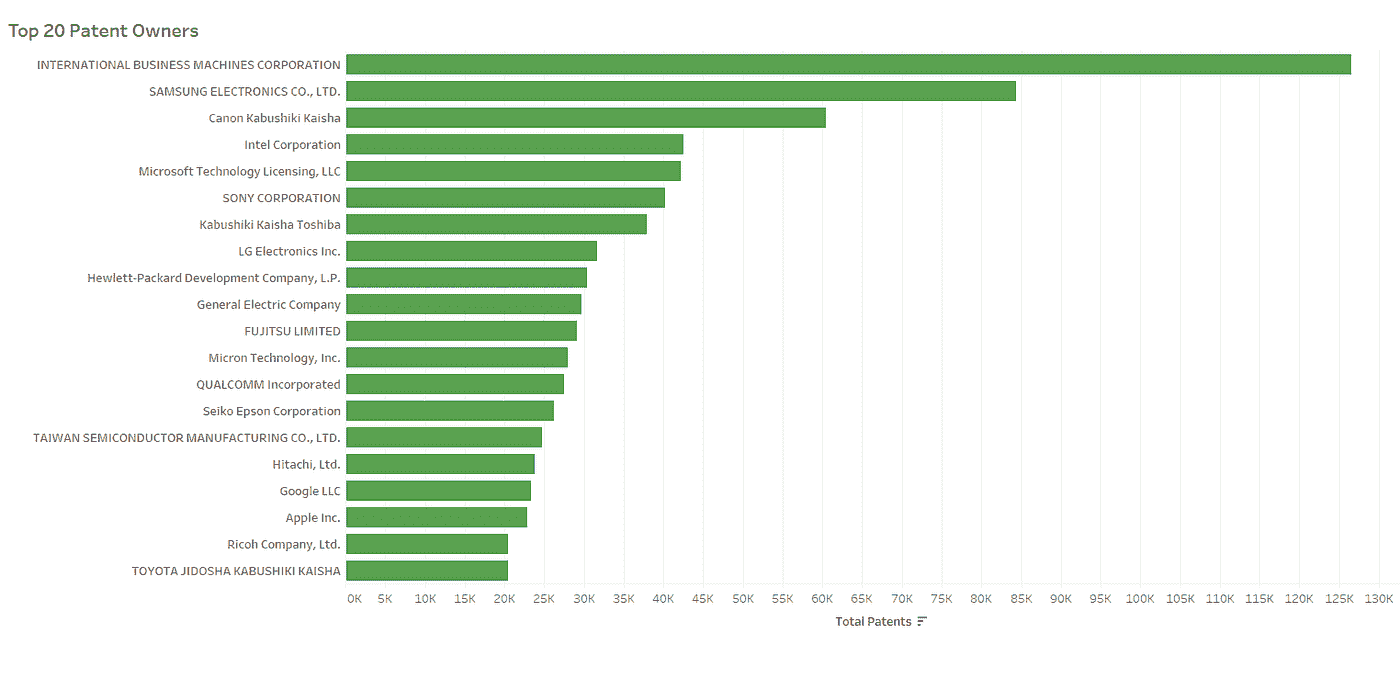 Top 20 Patent Owners
INTERNATIONAL BUSINESS MACHINES CORPORATION
SAMSUNG ELECTRONICS CO., LTD.
Canon Kabushiki Kaisha
Intel Corporation
Microsoft Technology Licensing, LLC
SONY CORPORATION
Kabushiki Kaisha Toshiba
LG Electronics Inc.
Hewlett-Packard Development Company, L.P.
General Electric Company
FUJITSU LIMITED
Micron Technology, Inc.
QUALCOMM Incorporated
Seiko Epson Corporation
TAIWAN SEMICONDUCTOR MANUFACTURING CO., LTD.
Hitachi, Ltd.
Google LLC
Apple Inc.
Ricoh Company, Ltd.
TOYOTA JIDOSHA KABUSHIKI KAISHA
0K 5K 10K 15K 20K 25K 30K 35K 40K 45K 50K 55K 60K 65K 70K 75K 80K 85K 90K 95K 100K 105K 110K 115K 120K 125K 130K
Total Patents